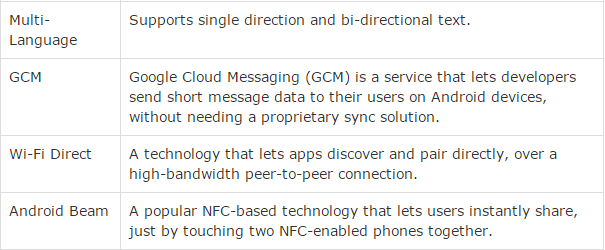 Multi-
Language
Supports single direction and bi-directional text.
GCM
Google Cloud Messaging (GCM) is a service that lets developers
send short message data to their users on Android devices,
without needing a proprietary sync solution.
Wi-Fi Direct
A technology that lets apps discover and pair directly, over a
high-bandwidth peer-to-peer connection.
Android Beam
A popular NFC-based technology that lets users instantly share,
just by touching two NFC-enabled phones together.